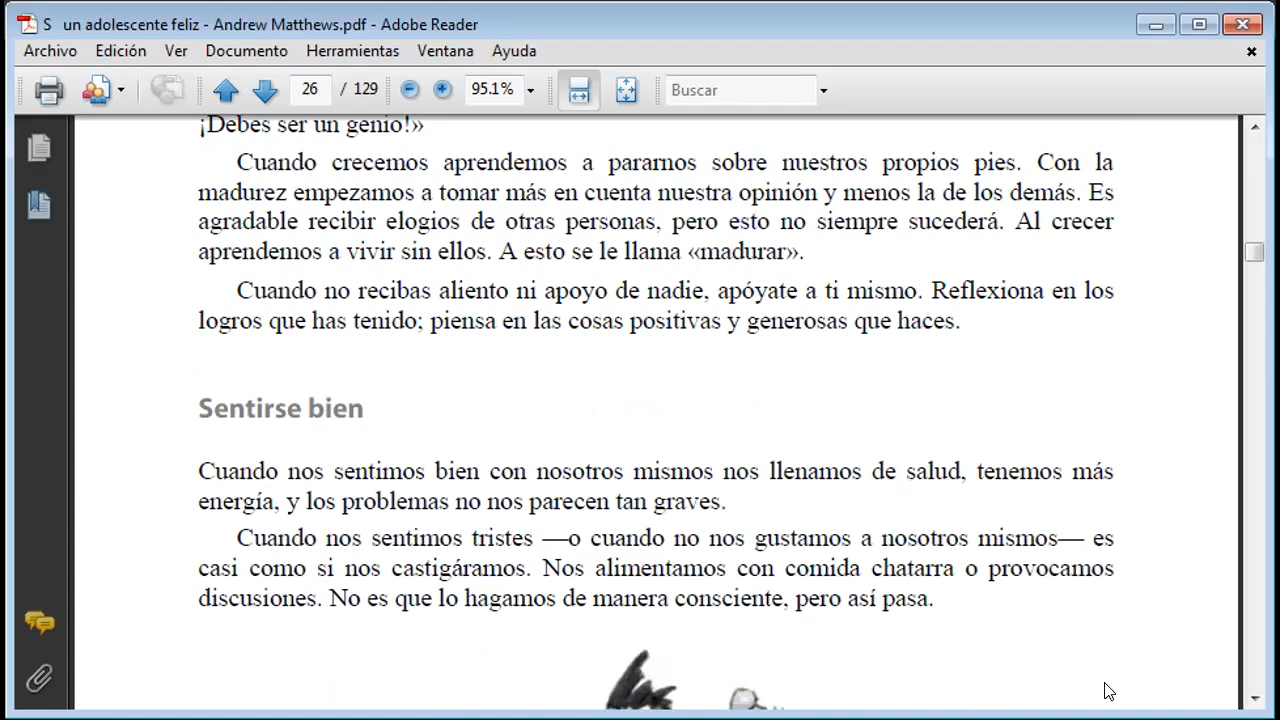 S un adolescente feliz - Andrew Matthews.pdf - Adobe Reader
Archivo Edición Ver Documento Herramientas Ventana Ayuda
26 / 129 95.1% Buscar
¡Debes ser un genio!»
Cuando crecemos aprendemos a pararnos sobre nuestros propios pies. Con la
madurez empezamos a tomar más en cuenta nuestra opinión y menos la de los demás. Es
agradable recibir elogios de otras personas, pero esto no siempre sucederá. Al crecer
aprendemos a vivir sin ellos. A esto se le llama «madurar».
Cuando no recibas aliento ni apoyo de nadie, apóyate a ti mismo. Reflexiona en los
logros que has tenido; piensa en las cosas positivas y generosas que haces.
Sentirse bien
Cuando nos sentimos bien con nosotros mismos nos llenamos de salud, tenemos más
energía, y los problemas no nos parecen tan graves.
Cuando nos sentimos tristes —o cuando no nos gustamos a nosotros mismos— es
casi como si nos castigáramos. Nos alimentamos con comida chatarra o provocamos
discusiones. No es que lo hagamos de manera consciente, pero así pasa.